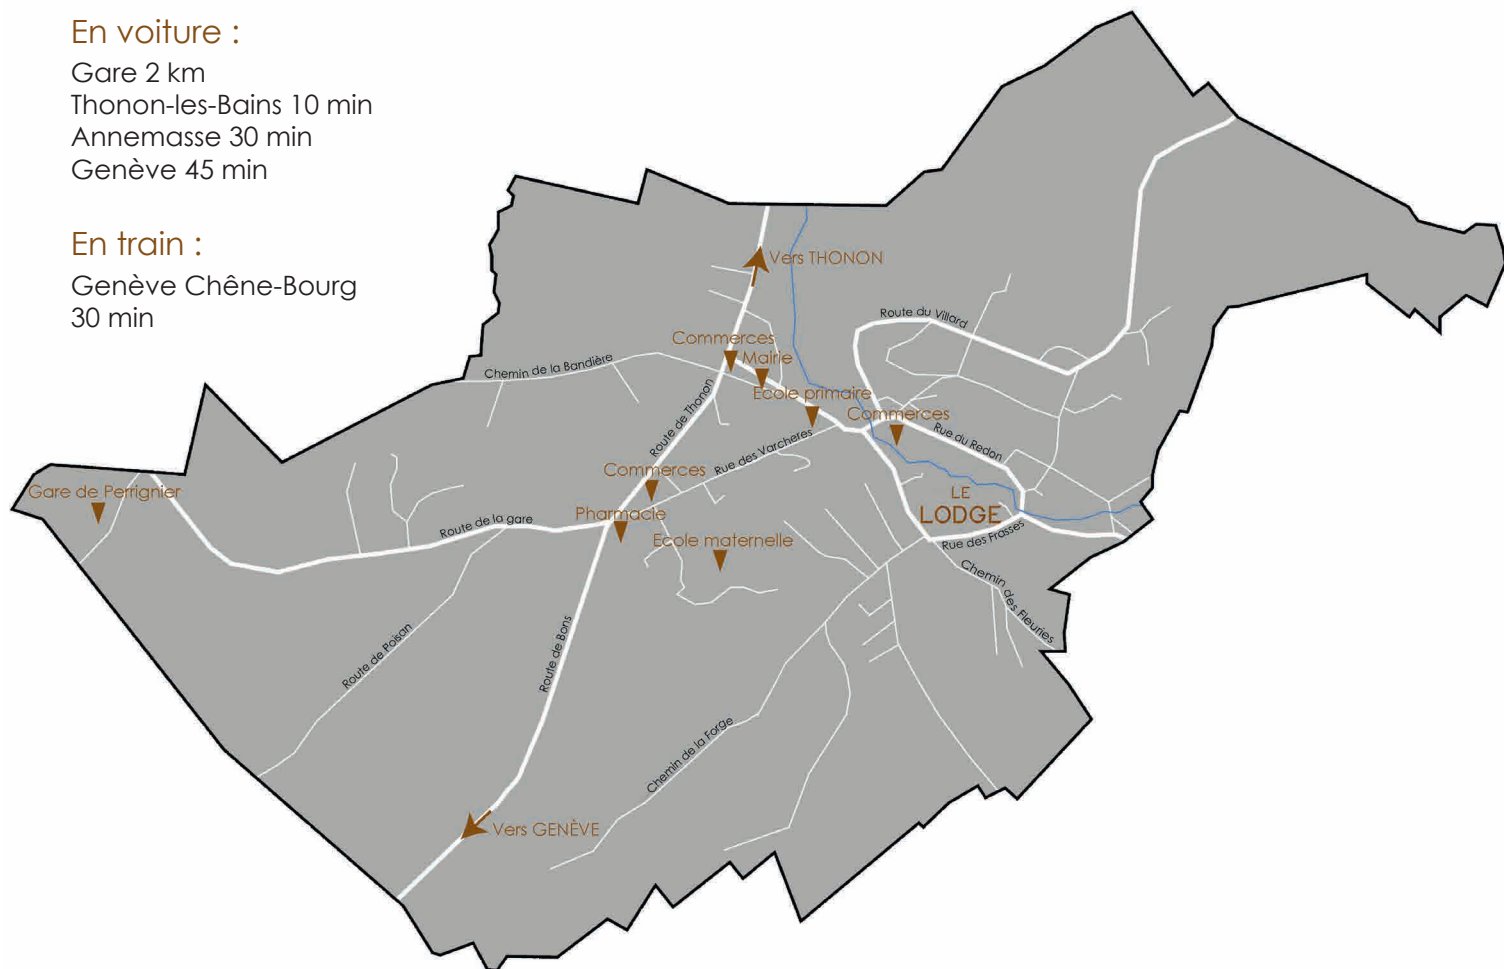 En voiture :
Gare 2 km
Thonon-les-Bains 10 min
Annemasse 30 min
Genève 45 min
En train :
Genève Chêne-Bourg
30 min
Vers THONON
Route du Villard
Commerces
Mairie
Chemin de la Bandière
Ecole primaire
Route de Thonon
Commerces
Rue du Redon
Rue des Varcheres
Commerces
Gare de Perrignier
LE
LODGE
Pharmacie
Route de la gare
Rue des Frasses
Ecole maternelle
Chemin des Fleuries
Route de Poisan
Route de Bons
Chemin de la Forge
Vers GENÈVE